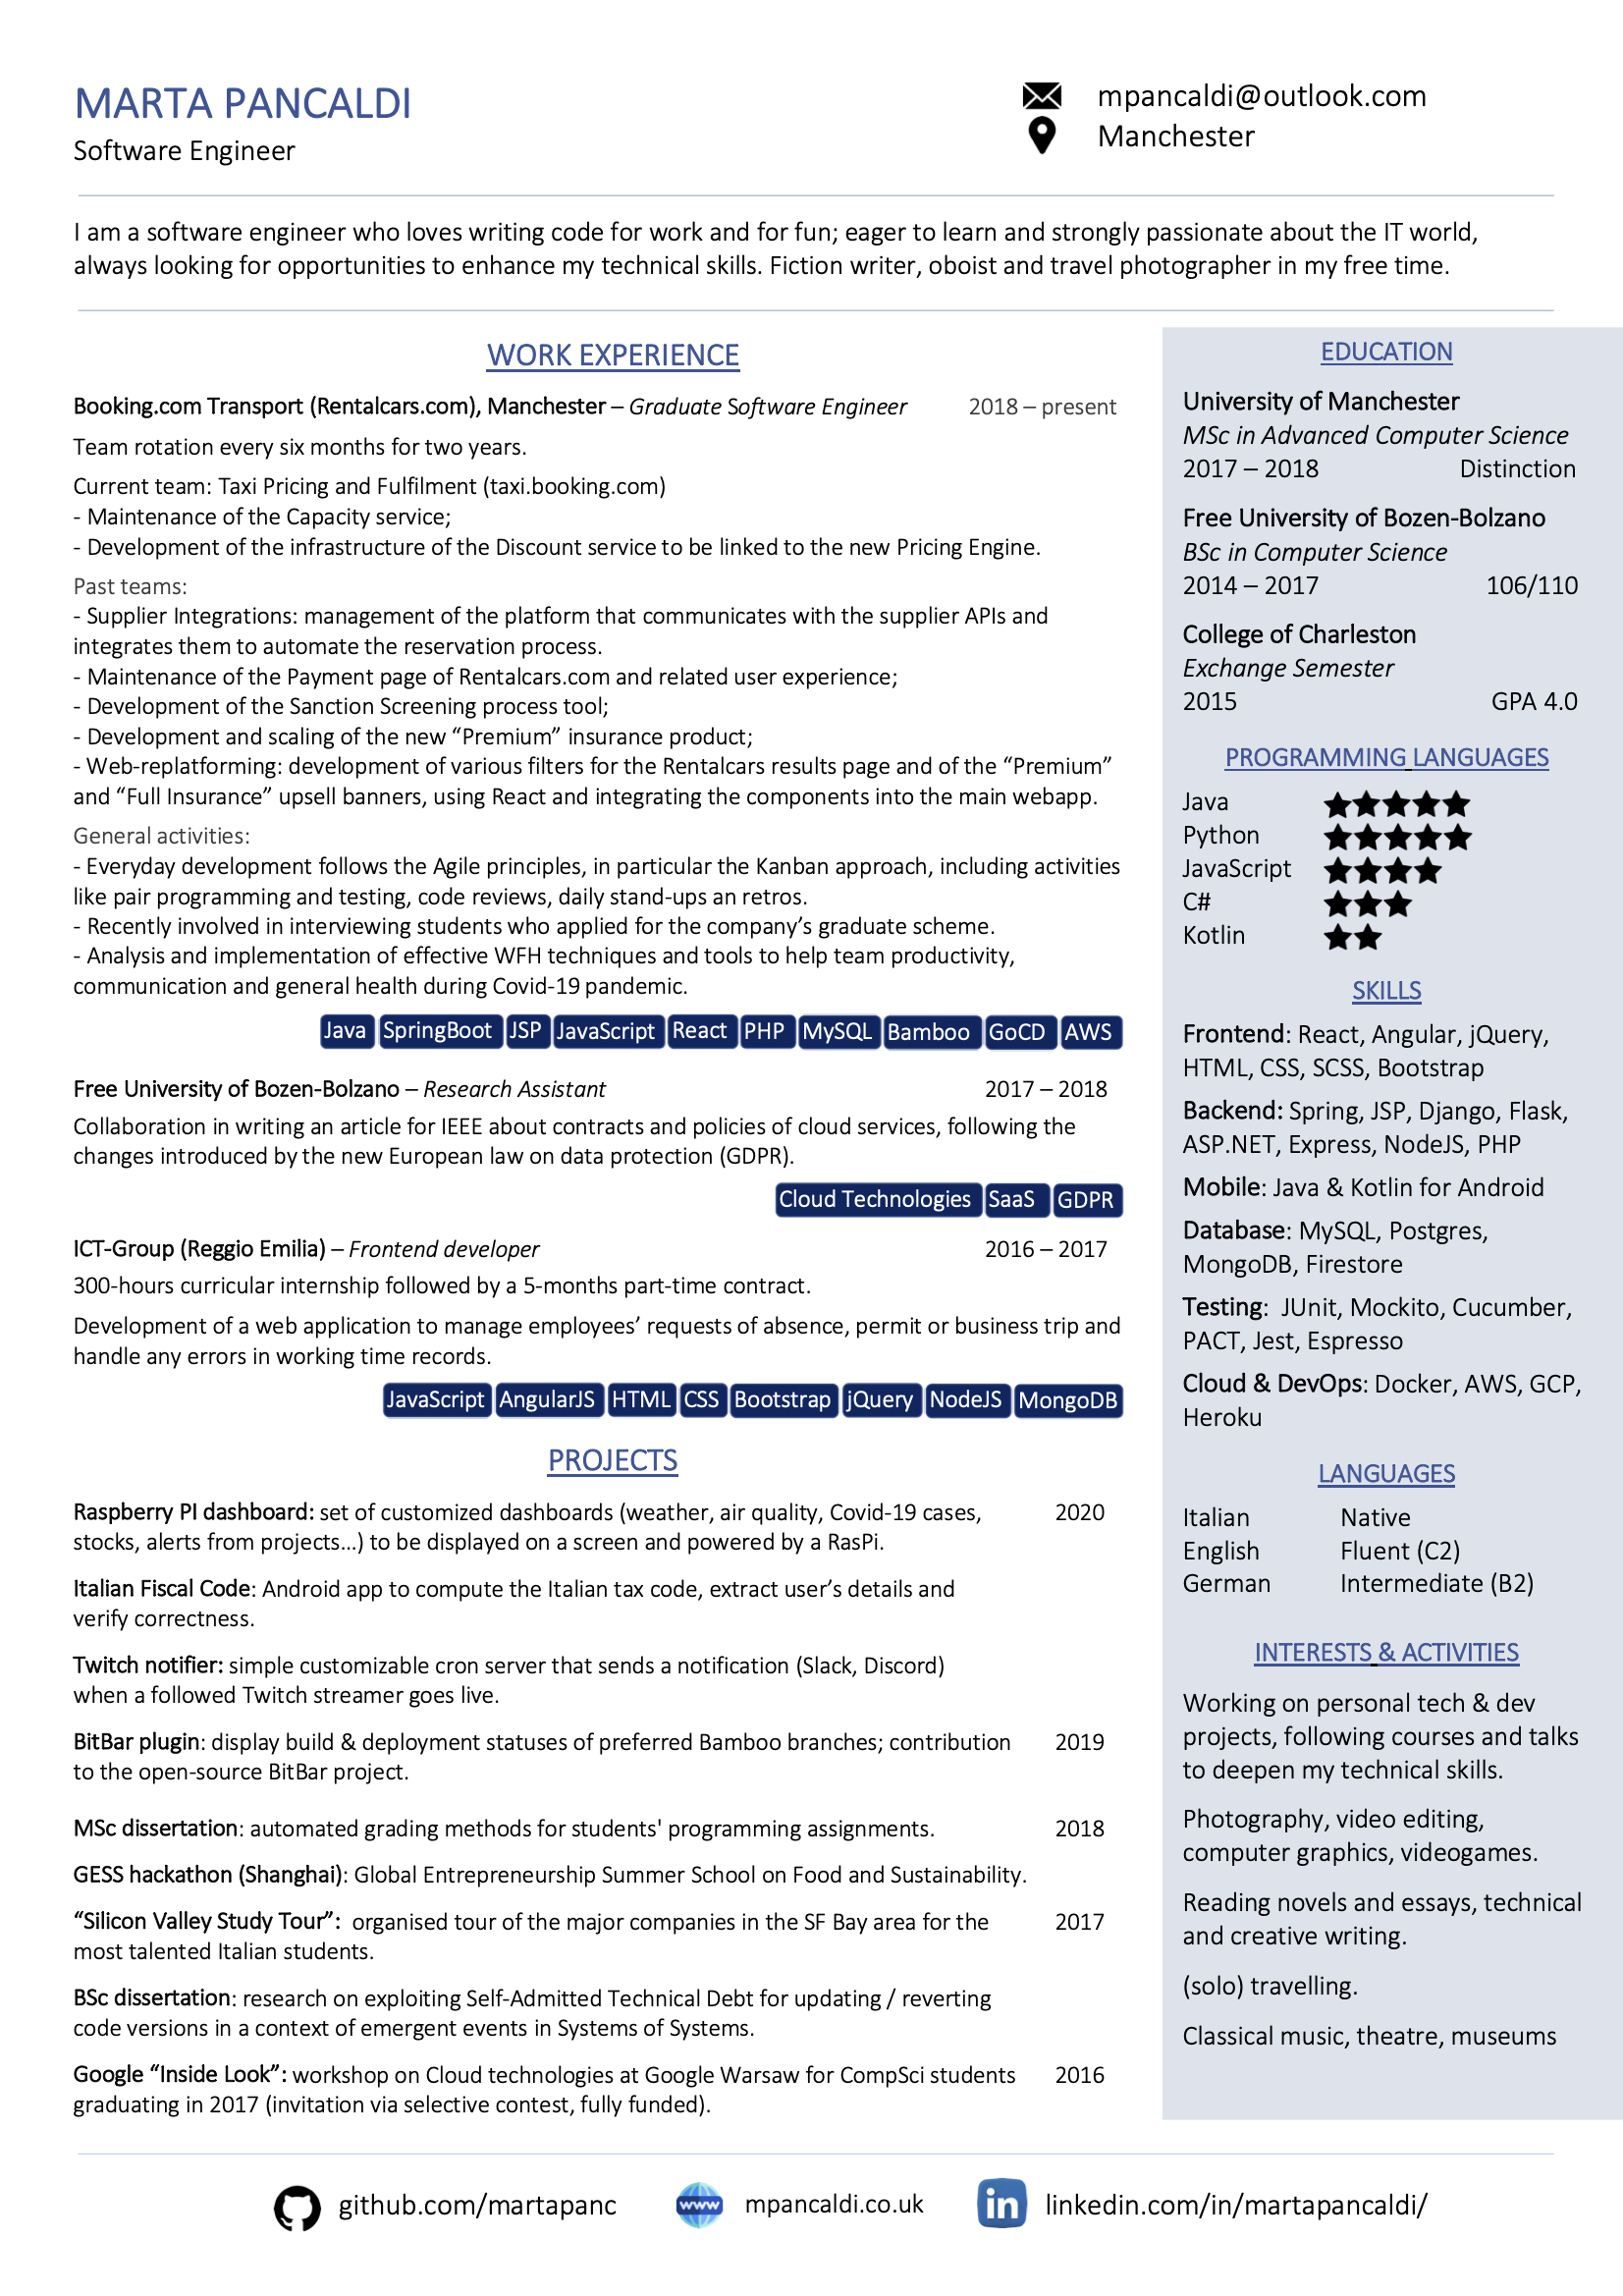 MARTA PANCALDI
Software Engineer
mpancaldi@outlook.com
Manchester
I am a software engineer who loves writing code for work and for fun; eager to learn and strongly passionate about the IT world,
always looking for opportunities to enhance my technical skills. Fiction writer, oboist and travel photographer in my free time.
WORK EXPERIENCE
Booking.com Transport (Rentalcars.com), Manchester – Graduate Software Engineer 2018 – present
Team rotation every six months for two years.
Current team: Taxi Pricing and Fulfilment (taxi.booking.com)
- Maintenance of the Capacity service;
- Development of the infrastructure of the Discount service to be linked to the new Pricing Engine.
Past teams:
- Supplier Integrations: management of the platform that communicates with the supplier APIs and
integrates them to automate the reservation process.
- Maintenance of the Payment page of Rentalcars.com and related user experience;
- Development of the Sanction Screening process tool;
- Development and scaling of the new “Premium” insurance product;
- Web-replatforming: development of various filters for the Rentalcars results page and of the “Premium”
and “Full Insurance” upsell banners, using React and integrating the components into the main webapp.
General activities:
- Everyday development follows the Agile principles, in particular the Kanban approach, including activities
like pair programming and testing, code reviews, daily stand-ups an retros.
- Recently involved in interviewing students who applied for the company’s graduate scheme.
- Analysis and implementation of effective WFH techniques and tools to help team productivity,
communication and general health during Covid-19 pandemic.
Java SpringBoot JSP JavaScript React PHP MySQL Bamboo GoCD AWS
Free University of Bozen-Bolzano – Research Assistant 2017 – 2018
Collaboration in writing an article for IEEE about contracts and policies of cloud services, following the
changes introduced by the new European law on data protection (GDPR).
Cloud Technologies SaaS GDPR
ICT-Group (Reggio Emilia) – Frontend developer 2016 – 2017
300-hours curricular internship followed by a 5-months part-time contract.
Development of a web application to manage employees’ requests of absence, permit or business trip and
handle any errors in working time records.
JavaScript AngularJS HTML CSS Bootstrap jQuery NodeJS MongoDB
PROJECTS
Raspberry PI dashboard: set of customized dashboards (weather, air quality, Covid-19 cases, 2020
stocks, alerts from projects...) to be displayed on a screen and powered by a RasPi.
Italian Fiscal Code: Android app to compute the Italian tax code, extract user’s details and
verify correctness.
Twitch notifier: simple customizable cron server that sends a notification (Slack, Discord)
when a followed Twitch streamer goes live.
BitBar plugin: display build & deployment statuses of preferred Bamboo branches; contribution 2019
to the open-source BitBar project.
MSc dissertation: automated grading methods for students' programming assignments. 2018
GESS hackathon (Shanghai): Global Entrepreneurship Summer School on Food and Sustainability.
“Silicon Valley Study Tour”: organised tour of the major companies in the SF Bay area for the 2017
most talented Italian students.
BSc dissertation: research on exploiting Self-Admitted Technical Debt for updating / reverting
code versions in a context of emergent events in Systems of Systems.
Google “Inside Look”: workshop on Cloud technologies at Google Warsaw for CompSci students 2016
graduating in 2017 (invitation via selective contest, fully funded).
EDUCATION
University of Manchester
MSc in Advanced Computer Science
2017 – 2018 Distinction
Free University of Bozen-Bolzano
BSc in Computer Science
2014 – 2017 106/110
College of Charleston
Exchange Semester
2015 GPA 4.0
PROGRAMMING LANGUAGES
Java ★★★★★
Python ★★★★★
JavaScript ★★★★
C# ★★★
Kotlin ★★
SKILLS
Frontend: React, Angular, jQuery,
HTML, CSS, SCSS, Bootstrap
Backend: Spring, JSP, Django, Flask,
ASP.NET, Express, NodeJS, PHP
Mobile: Java & Kotlin for Android
Database: MySQL, Postgres,
MongoDB, Firestore
Testing: JUnit, Mockito, Cucumber,
PACT, Jest, Espresso
Cloud & DevOps: Docker, AWS, GCP,
Heroku
LANGUAGES
Italian Native
English Fluent (C2)
German Intermediate (B2)
INTERESTS & ACTIVITIES
Working on personal tech & dev
projects, following courses and talks
to deepen my technical skills.
Photography, video editing,
computer graphics, videogames.
Reading novels and essays, technical
and creative writing.
(solo) travelling.
Classical music, theatre, museums
github.com/martapanc
www mpancaldi.co.uk
in linkedin.com/in/martapancaldi/